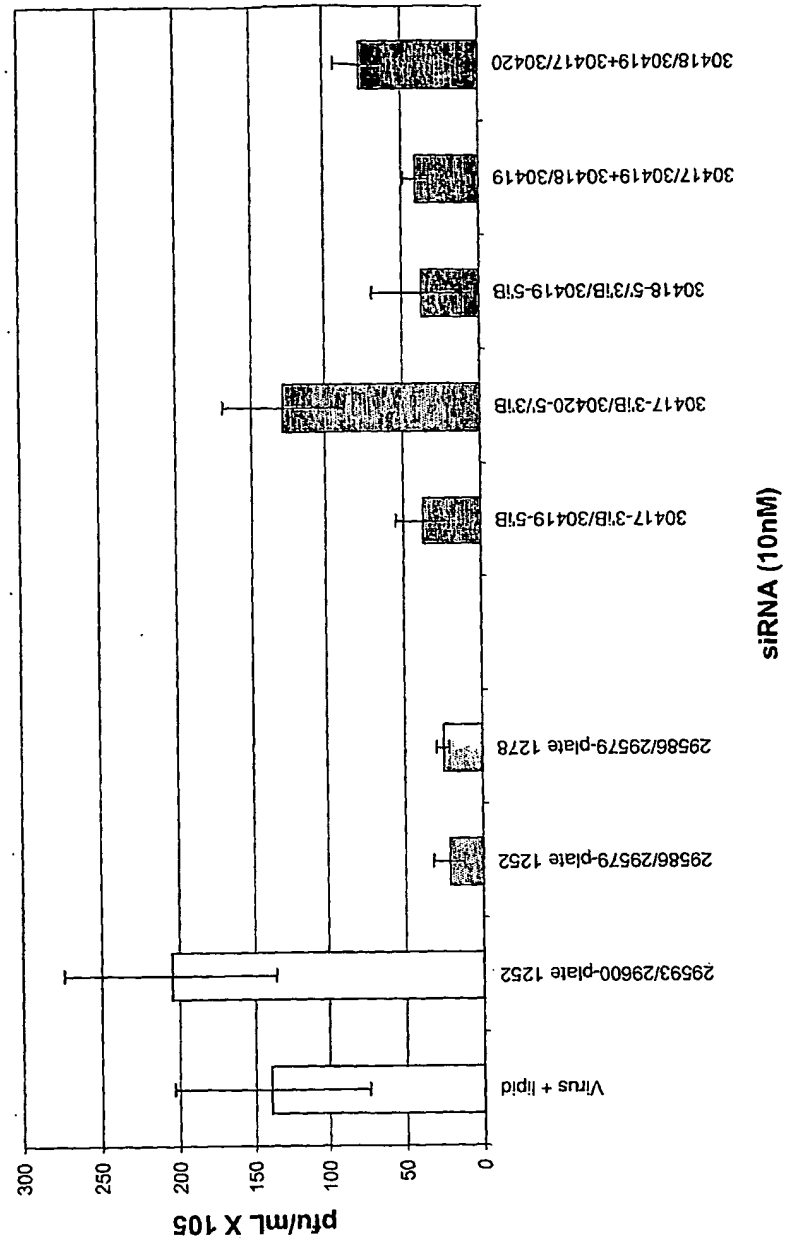 pfu/mL X 105
300
250
200
150
100
50
0
Virus + lipid
29593/29600-plate 1252
29586/29579-plate 1252
29586/29579-plate 1278
30417-3'iB/30419-5'iB
30417-3'iB/30420-5'/3'iB
30418-5'/3'iB/30419-5'iB
30417/30419+30418/30419
30418/30419+30417/30420
siRNA (10nM)